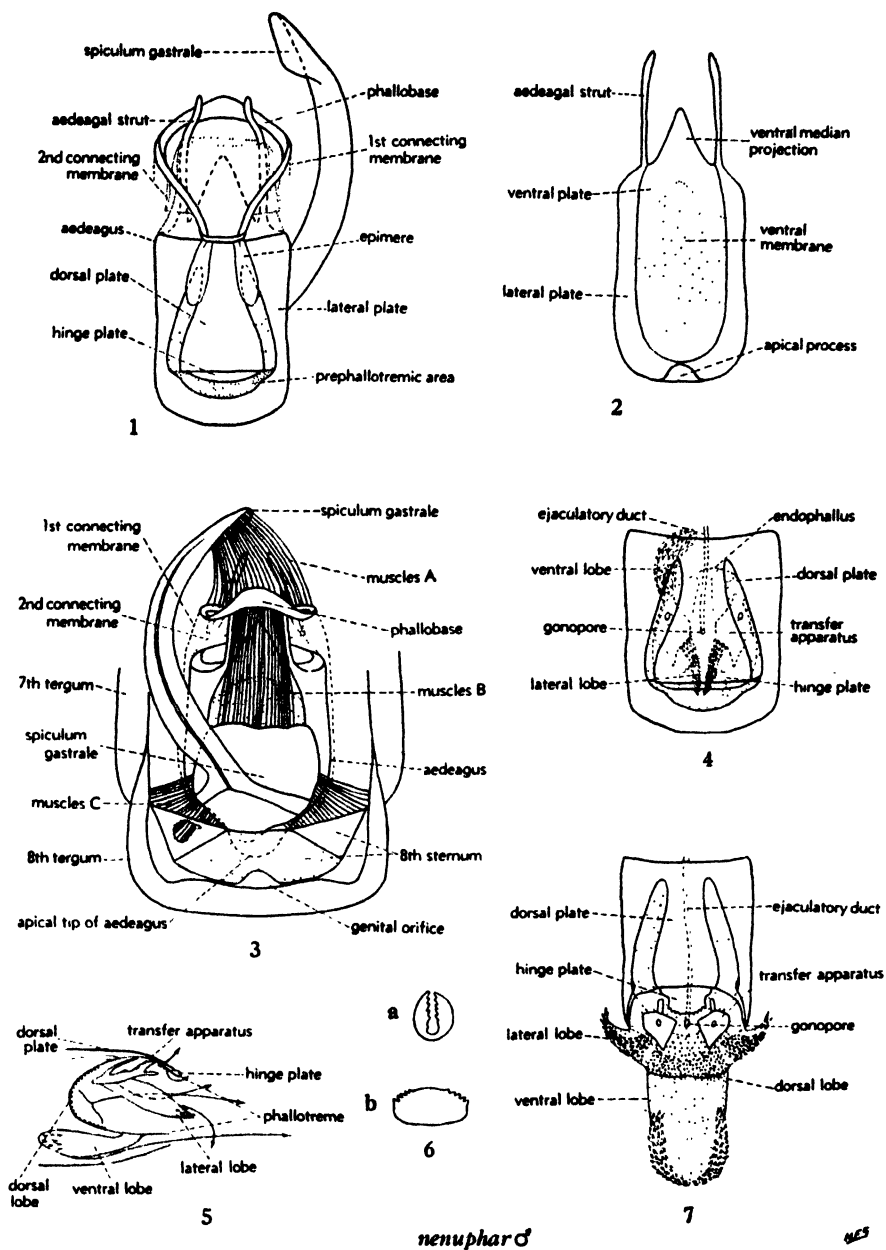 spiculum gastrale
phallobase
aedeagal strut
1st connecting
membrane
2nd connecting
membrane
aedeagus
epimere
dorsal plate
lateral plate
hinge plate
prephallotremic area
1
aedeagal strut
ventral median
projection
ventral plate
ventral
membrane
lateral plate
apical process
2
spiculum gastrale
1st connecting
membrane
muscles A
2nd connecting
membrane
phallobase
7th tergum
muscles B
spiculum
gastrale
aedeagus
muscles C
8th tergum
8th sternum
apical tip of aedeagus
genital orifice
3
ejaculatory duct
endophallus
ventral lobe
dorsal plate
gonopore
transfer
apparatus
lateral lobe
hinge plate
4
dorsal
plate
transfer apparatus
hinge plate
phallotreme
lateral lobe
ventral lobe
dorsal
lobe
5
a
b
6
dorsal plate
ejaculatory duct
hinge plate
transfer apparatus
lateral lobe
gonopore
dorsal lobe
ventral lobe
7
nenuphar ♂